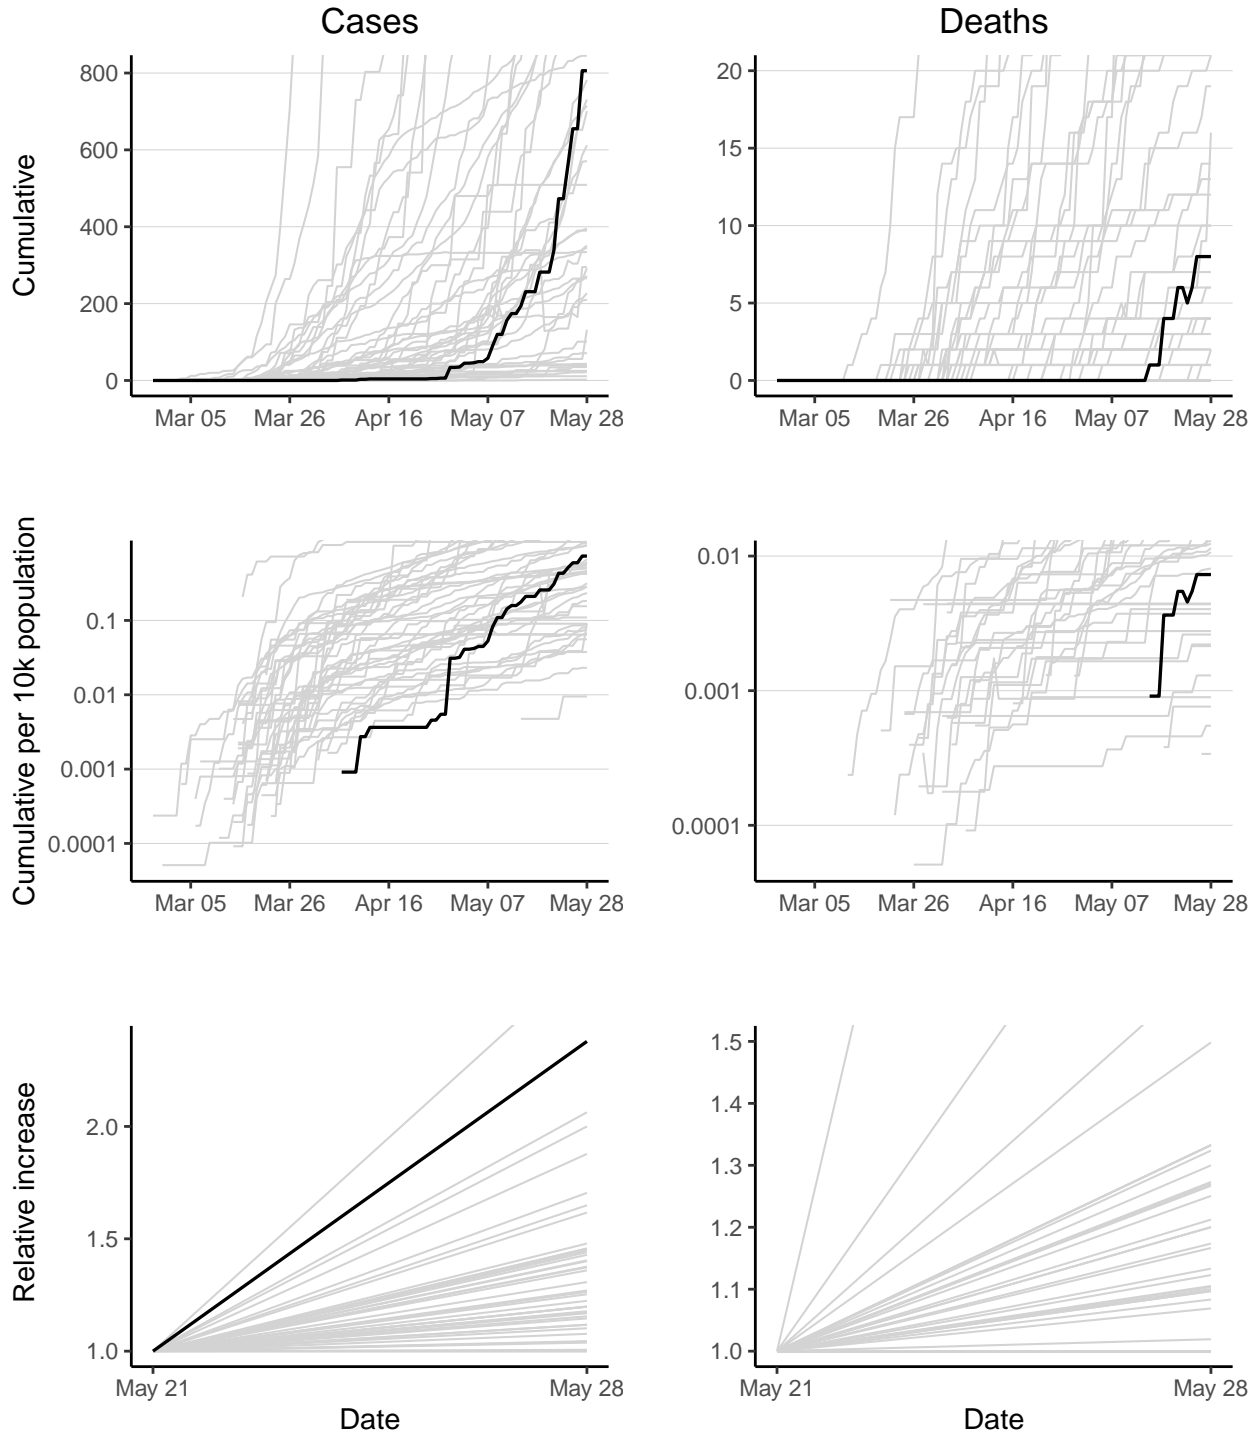 Cases
Deaths
Cumulative
800
600
400
200
0
Mar 05 Mar 26 Apr 16 May 07 May 28
20
15
10
5
0
Mar 05 Mar 26 Apr 16 May 07 May 28
Cumulative per 10k population
0.1
0.01
0.001
0.0001
Mar 05 Mar 26 Apr 16 May 07 May 28
0.01
0.001
0.0001
Mar 05 Mar 26 Apr 16 May 07 May 28
Relative increase
2.0
1.5
1.0
May 21 May 28
Date
1.5
1.4
1.3
1.2
1.1
1.0
May 21 May 28
Date